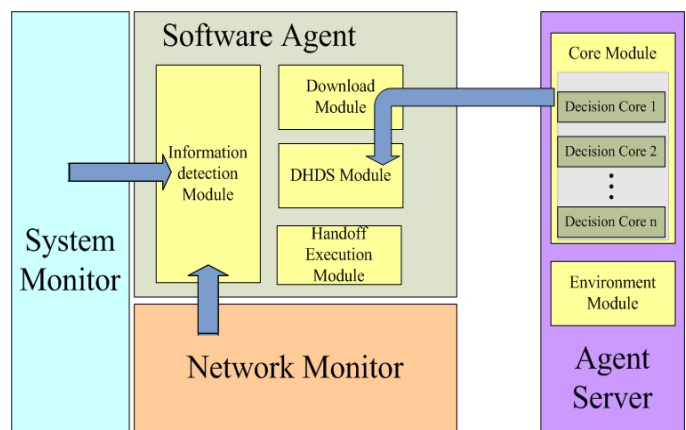 Software Agent
Download
Module
Information
detection
Module
DHDS Module
Handoff
Execution
Module
System
Monitor
Network Monitor
Core Module
Decision Core 1
Decision Core 2
Decision Core n
Environment
Module
Agent
Server